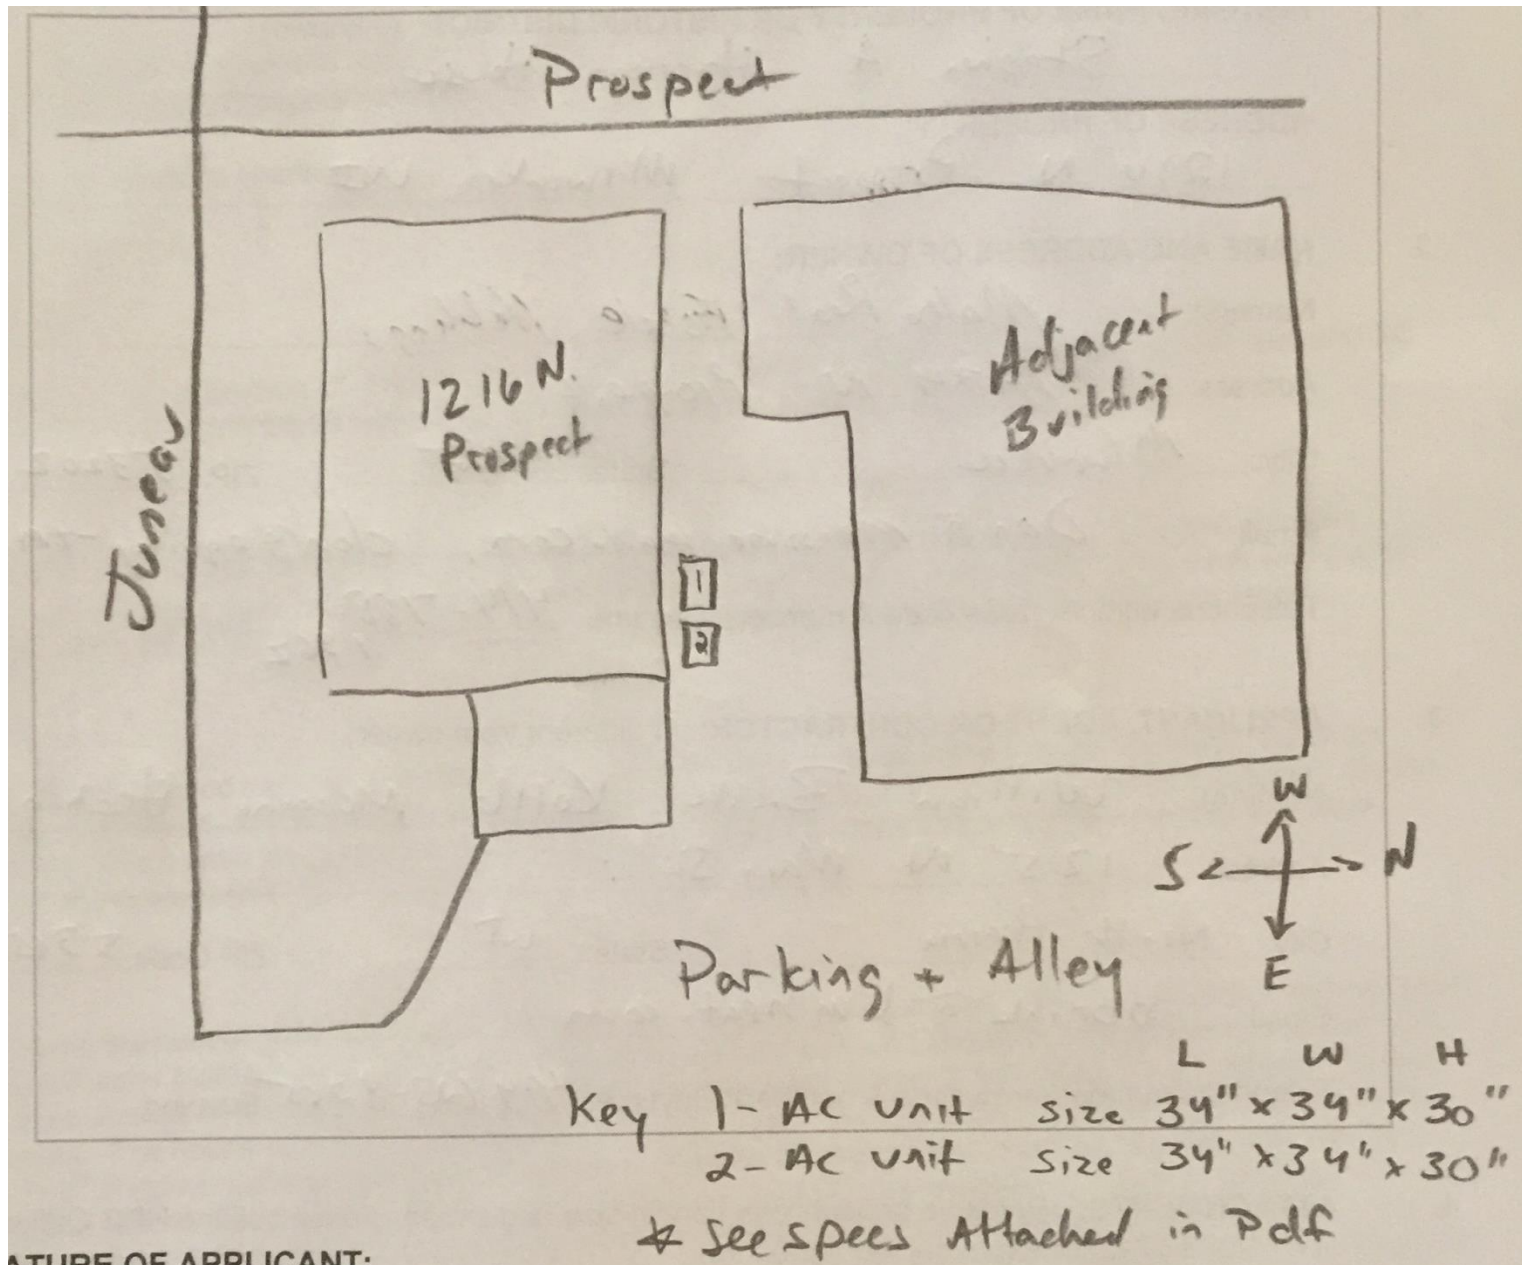 Prospect
1216 N.
Prospect
Adjacent
Building
Juneau
1
2
W
S N
E
Parking + Alley
L W H
Key 1- AC unit size 34" x 34" x 30"
2- AC unit size 34" x 34" x 30"
* see specs Attached in Pdf
ATURE OF APPLICANT: